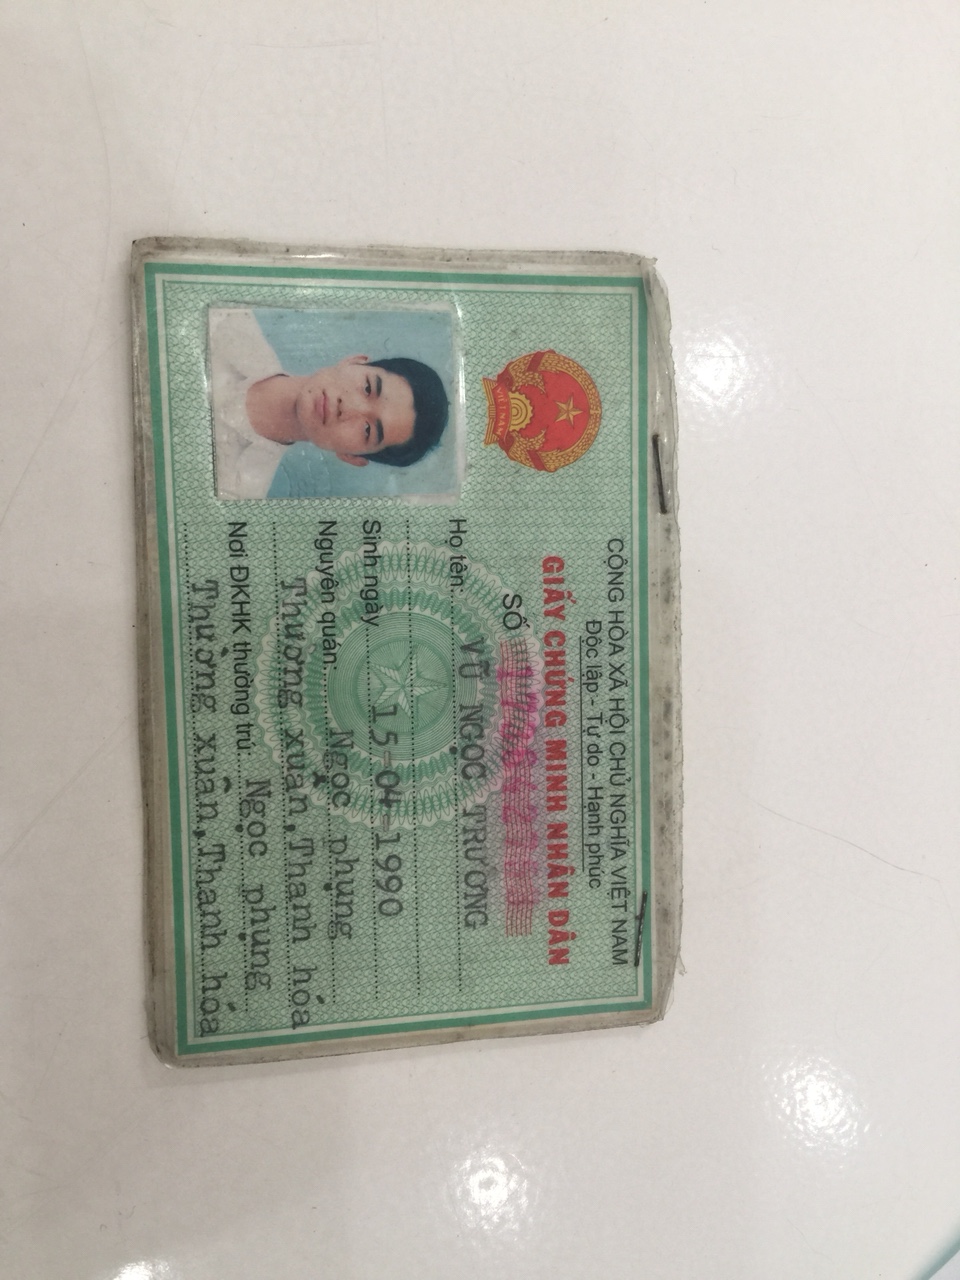 CỘNG HÒA XÃ HỘI CHỦ NGHĨA VIỆT NAM
Độc lập - Tự do - Hạnh phúc
GIẤY CHỨNG MINH NHÂN DÂN
SỐ
Họ tên: VŨ NGỌC TRƯỜNG
Sinh ngày 15-04-1990
Nguyên quán: Ngọc phụng
Thường xuân,Thanh hóa
Nơi ĐKHK thường trú: Ngọc phụng
Thường xuân,Thanh hóa
VIỆT NAM